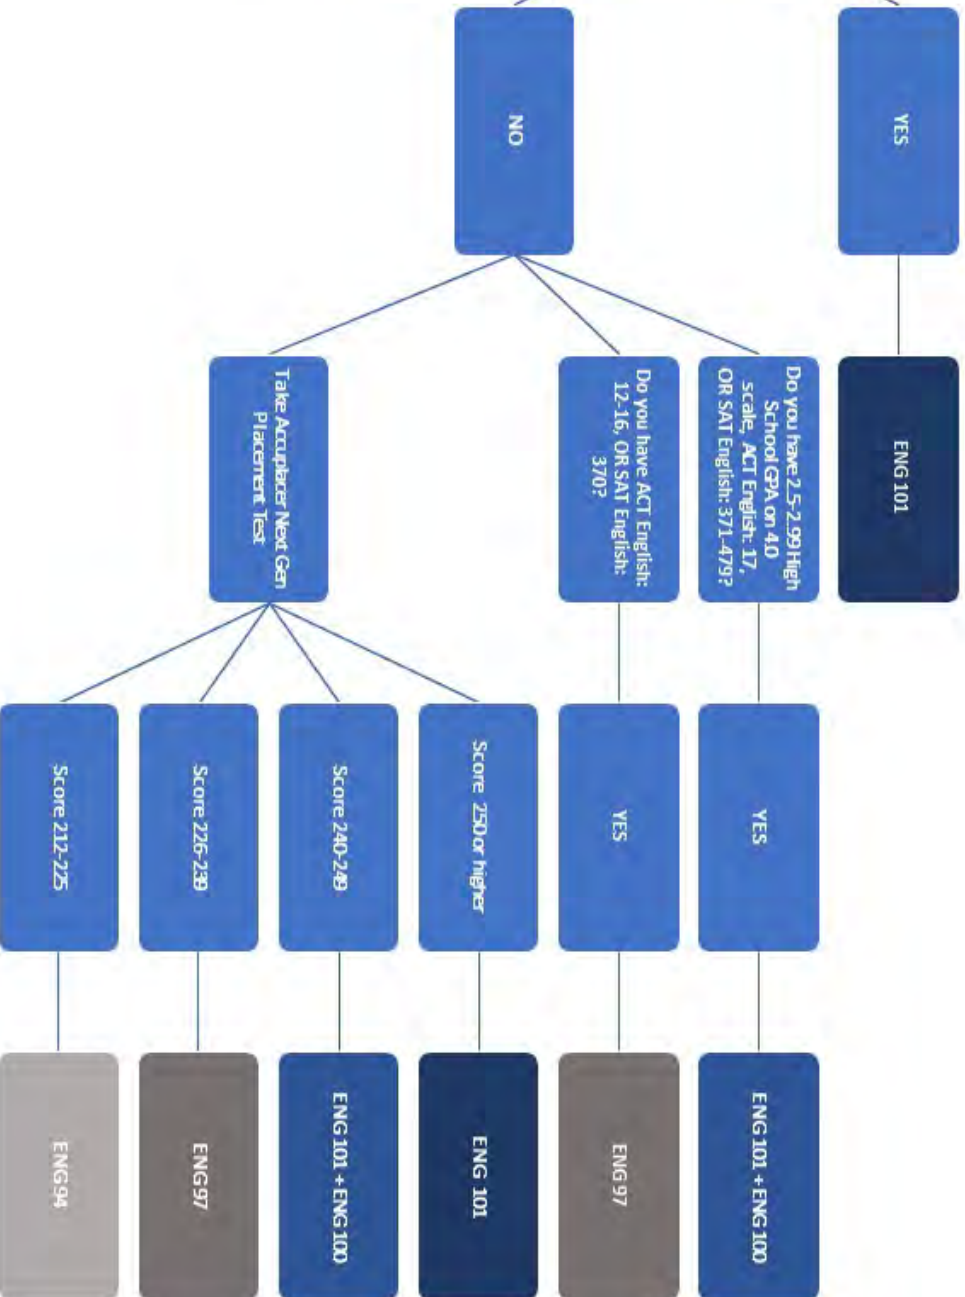 YES
ENG 101
NO
Do you have 2.5-2.99 High
School GPA on 4.0
scale, ACT English: 17,
OR SAT English: 371-479?
YES
ENG 101 + ENG 100
Do you have ACT English:
12-16, OR SAT English:
370?
YES
ENG 97
Take Accuplacer Next Gen
Placement Test
Score 250 or higher
ENG 101
Score 240-249
ENG 101 + ENG 100
Score 226-239
ENG 97
Score 212-225
ENG 94